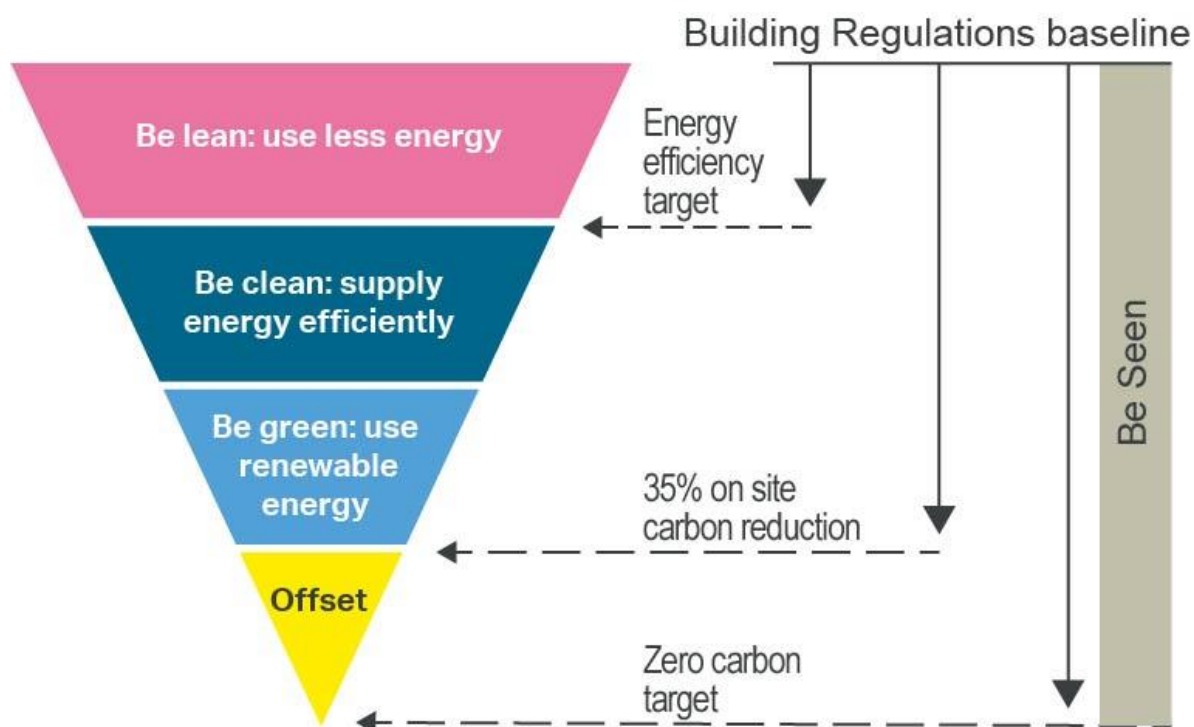 Building Regulations baseline
Be lean: use less energy
Energy
efficiency
target
Be clean: supply
energy efficiently
Be green: use
renewable
energy
35% on site
carbon reduction
Offset
Zero carbon
target
Be Seen